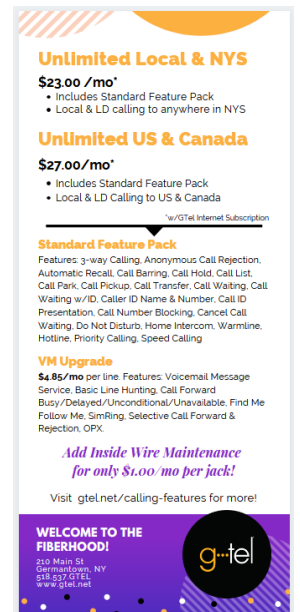 Unlimited Local & NYS
$23.00 /mo*
• Includes Standard Feature Pack
• Local & LD calling to anywhere in NYS
Unlimited US & Canada
$27.00/mo*
• Includes Standard Feature Pack
• Local & LD Calling to US & Canada
*w/GTel Internet Subscription
Standard Feature Pack
Features: 3-way Calling, Anonymous Call Rejection,
Automatic Recall, Call Barring, Call Hold, Call List,
Call Park, Call Pickup, Call Transfer, Call Waiting, Call
Waiting w/ID, Caller ID Name & Number, Call ID
Presentation, Call Number Blocking, Cancel Call
Waiting, Do Not Disturb, Home Intercom, Warmline,
Hotline, Priority Calling, Speed Calling
VM Upgrade
$4.85/mo per line. Features: Voicemail Message
Service, Basic Line Hunting, Call Forward
Busy/Delayed/Unconditional/Unavailable, Find Me
Follow Me, SimRing, Selective Call Forward &
Rejection, OPX.
Add Inside Wire Maintenance
for only $1.00/mo per jack!
Visit gtel.net/calling-features for more!
WELCOME TO THE
FIBERHOOD!
210 Main St
Germantown, NY
518.537.GTEL
www.gtel.net
g···tel